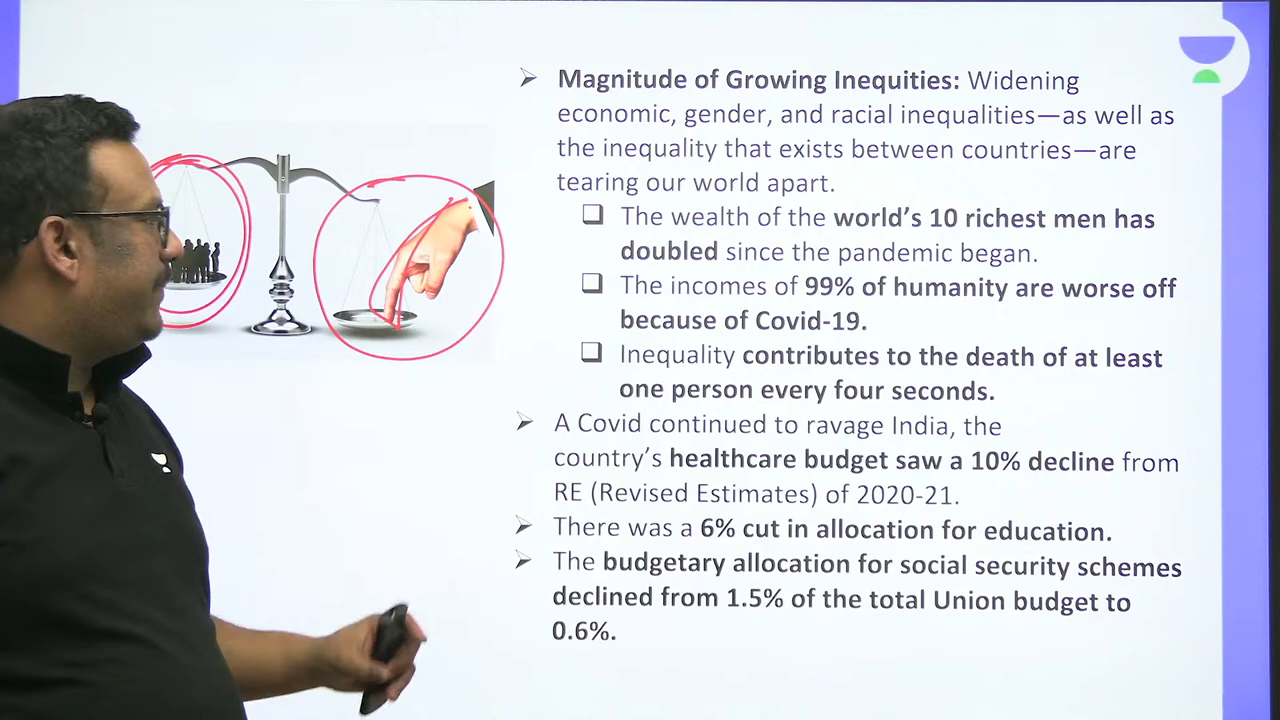 ➢ Magnitude of Growing Inequities: Widening
economic, gender, and racial inequalities—as well as
the inequality that exists between countries—are
tearing our world apart.
❑ The wealth of the world's 10 richest men has
doubled since the pandemic began.
❑ The incomes of 99% of humanity are worse off
because of Covid-19.
❑ Inequality contributes to the death of at least
one person every four seconds.
➢ A Covid continued to ravage India, the
country's healthcare budget saw a 10% decline from
RE (Revised Estimates) of 2020-21.
➢ There was a 6% cut in allocation for education.
➢ The budgetary allocation for social security schemes
declined from 1.5% of the total Union budget to
0.6%.